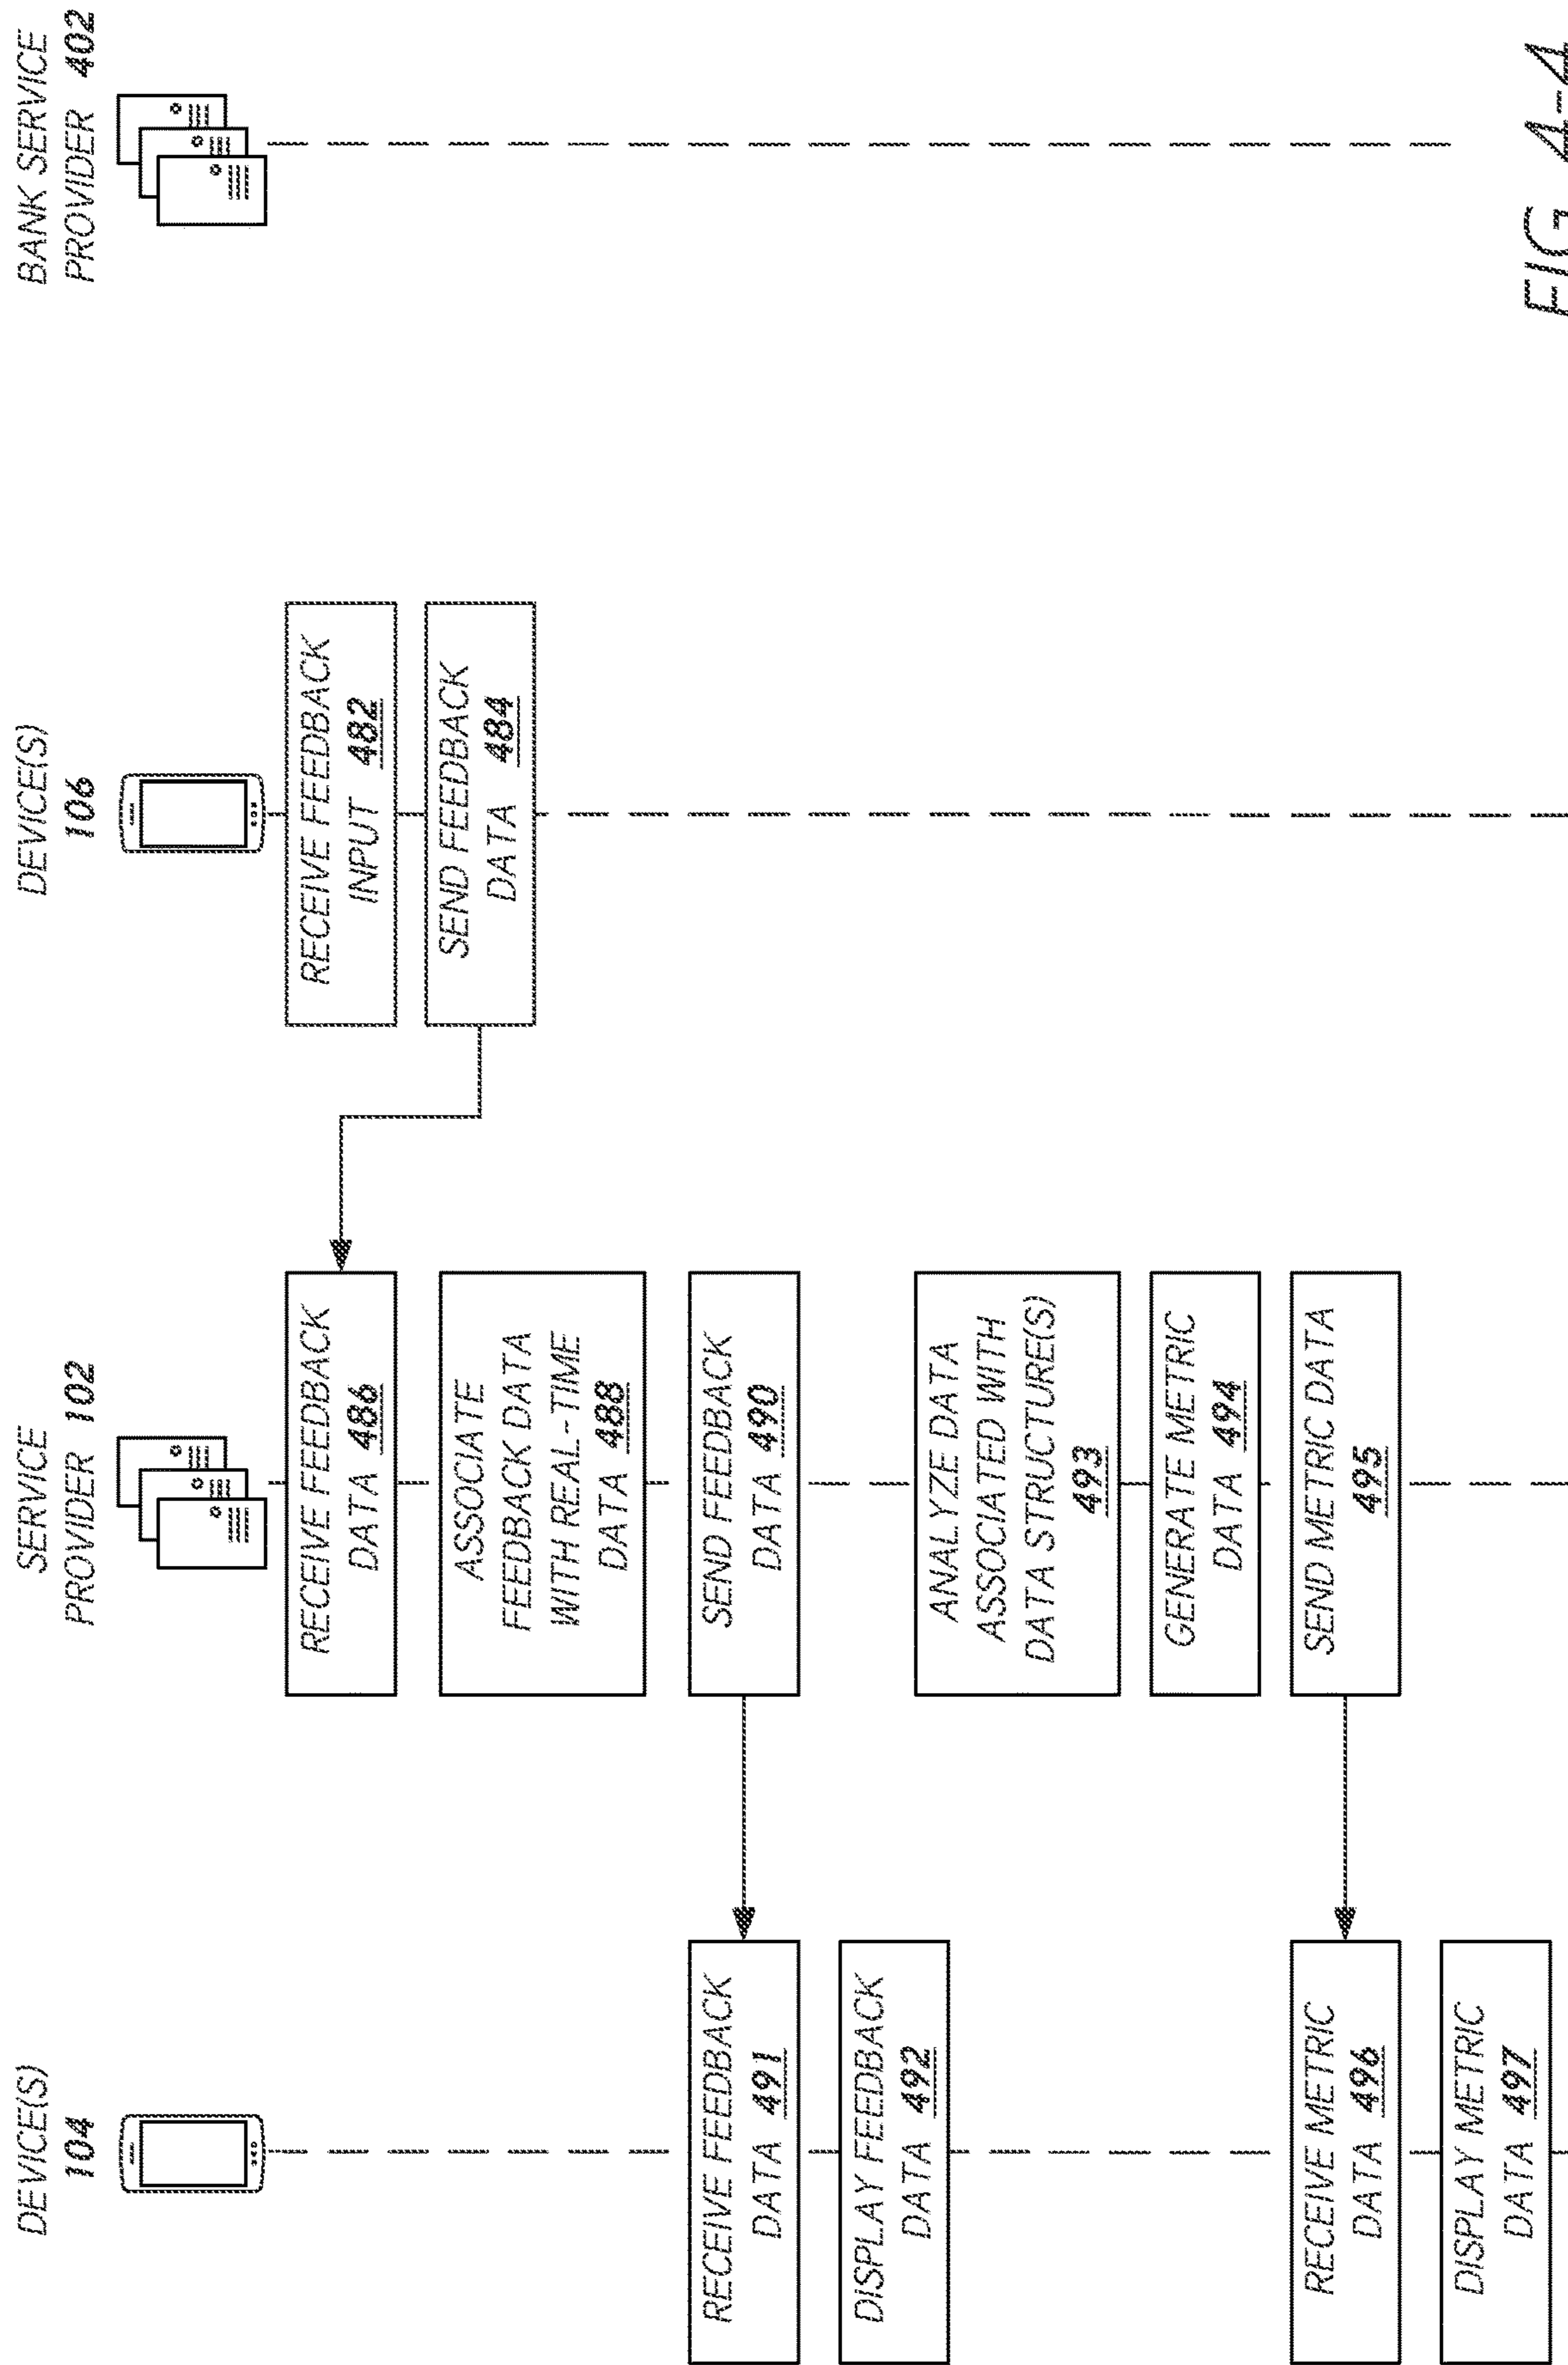 DEVICE(S)
104
SERVICE
PROVIDER 102
DEVICE(S)
106
BANK SERVICE
PROVIDER 402
RECEIVE FEEDBACK
INPUT 482
SEND FEEDBACK
DATA 484
RECEIVE FEEDBACK
DATA 486
ASSOCIATE
FEEDBACK DATA
WITH REAL-TIME
DATA 488
SEND FEEDBACK
DATA 490
RECEIVE FEEDBACK
DATA 491
DISPLAY FEEDBACK
DATA 492
ANALYZE DATA
ASSOCIATED WITH
DATA STRUCTURE(S)
493
GENERATE METRIC
DATA 494
SEND METRIC DATA
495
RECEIVE METRIC
DATA 496
DISPLAY METRIC
DATA 497
FIG. 4-4